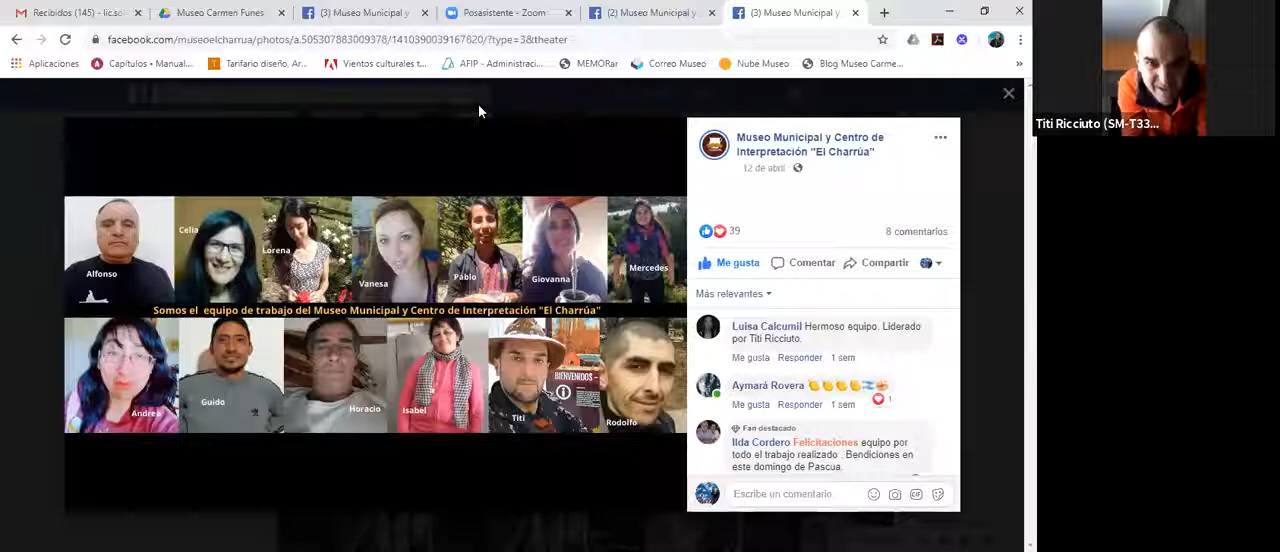 Recibidos (145) - lic.sol
Museo Carmen Funes
(3) Museo Municipal y
Posasistente - Zoom
(2) Museo Municipal y
(3) Museo Municipal y
facebook.com/museoelcharrua/photos/a.505307883009378/1410390039167820/?type=3&theater
Aplicaciones
Capítulos • Manual...
Tarifario diseño, Ar...
Vientos culturales t...
AFIP - Administraci...
MEMORar
Correo Museo
Nube Museo
Blog Museo Carme...
»
Titi Ricciuto (SM-T33...
Alfonso
Celia
Lorena
Vanesa
Pablo
Giovanna
Mercedes
Somos el equipo de trabajo del Museo Municipal y Centro de Interpretación "El Charrúa"
Andrea
Guido
Horacio
Isabel
Titi
BIENVENIDOS
Rodolfo
Museo Municipal y Centro de
Interpretación "El Charrúa"
12 de abril
39
8 comentarios
Me gusta
Comentar
Compartir
Más relevantes
Luisa Calcumil Hermoso equipo. Liderado
por Titi Ricciuto.
Me gusta Responder 1 sem
Aymará Rovera 👏👏👏👏🇦🇷
Me gusta Responder 1 sem
1
Fan destacado
Ilda Cordero Felicitaciones equipo por
todo el trabajo realizado . Bendiciones en
este domingo de Pascua.
Escribe un comentario
GIF